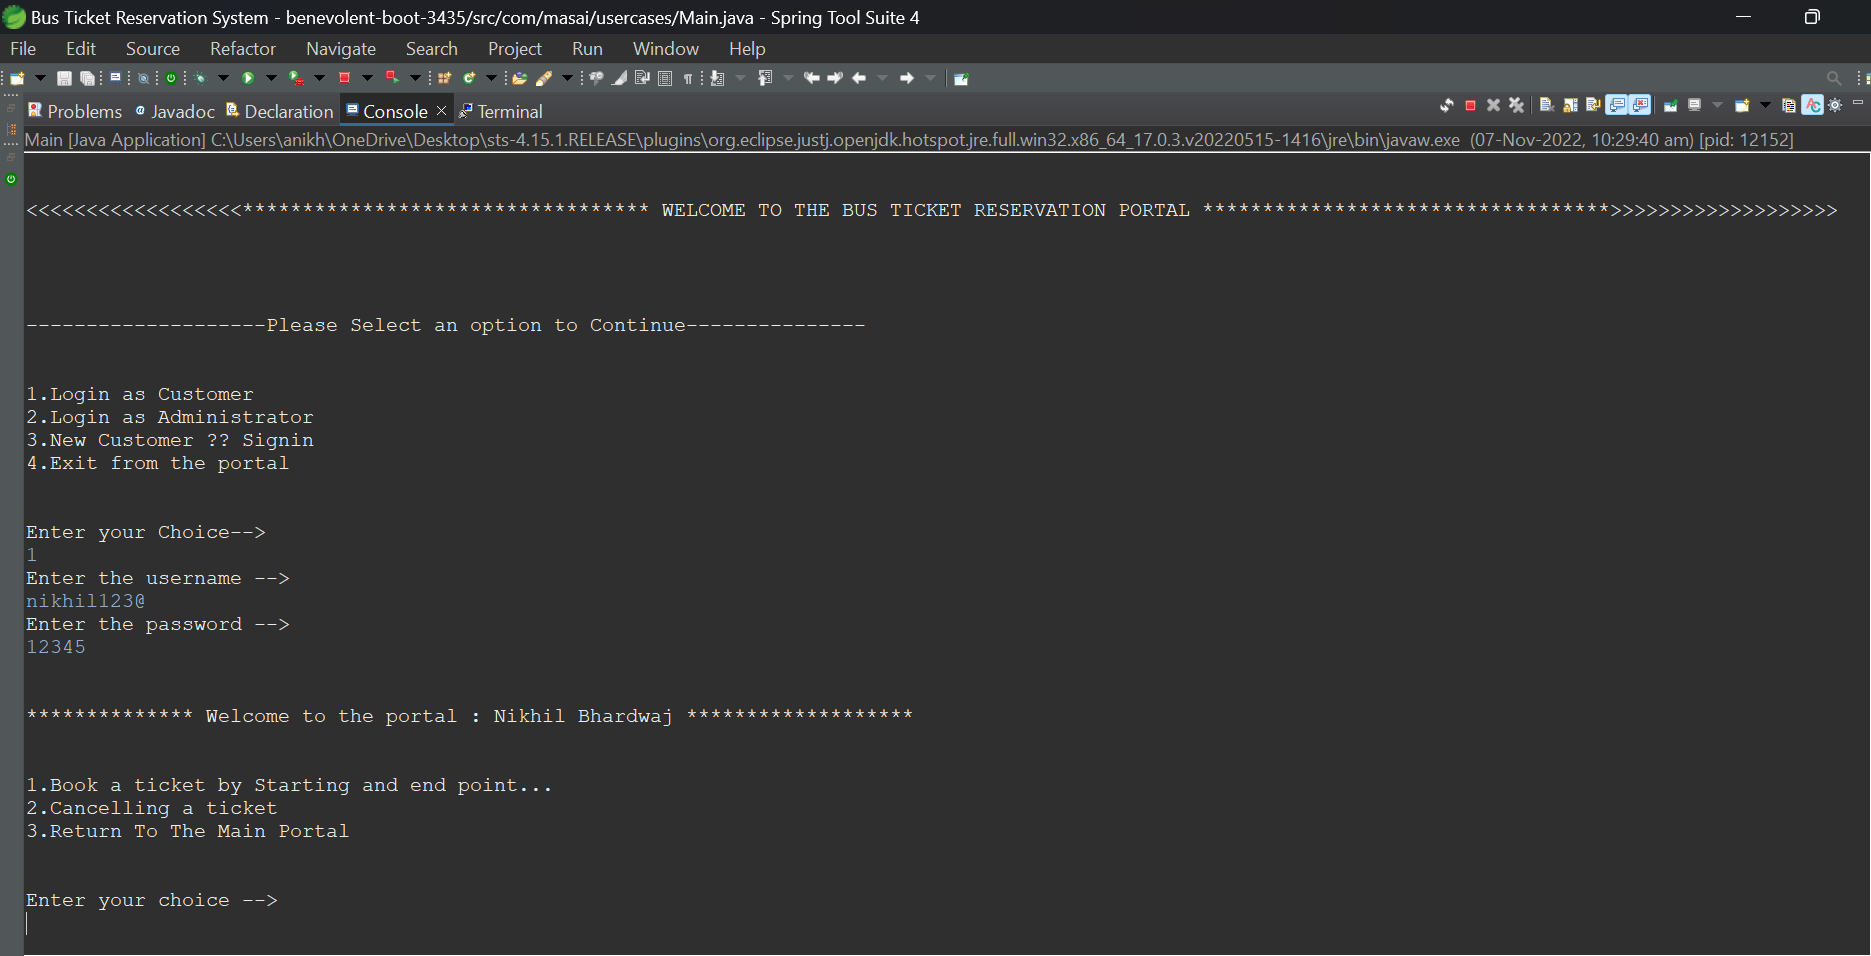 Bus Ticket Reservation System - benevolent-boot-3435/src/com/masai/usercases/Main.java - Spring Tool Suite 4
File Edit Source Refactor Navigate Search Project Run Window Help
Problems @ Javadoc Declaration Console Terminal
Main [Java Application] C:\Users\anikh\OneDrive\Desktop\sts-4.15.1.RELEASE\plugins\org.eclipse.justj.openjdk.hotspot.jre.full.win32.x86_64_17.0.3.v20220515-1416\jre\bin\javaw.exe (07-Nov-2022, 10:29:40 am) [pid: 12152]
<<<<<<<<<<<<<<<<<<********************************** WELCOME TO THE BUS TICKET RESERVATION PORTAL **********************************>>>>>>>>>>>>>>>>>>>
--------------------Please Select an option to Continue---------------
1.Login as Customer
2.Login as Administrator
3.New Customer ?? Signin
4.Exit from the portal
Enter your Choice-->
1
Enter the username -->
nikhil123@
Enter the password -->
12345
************** Welcome to the portal : Nikhil Bhardwaj *******************
1.Book a ticket by Starting and end point...
2.Cancelling a ticket
3.Return To The Main Portal
Enter your choice -->